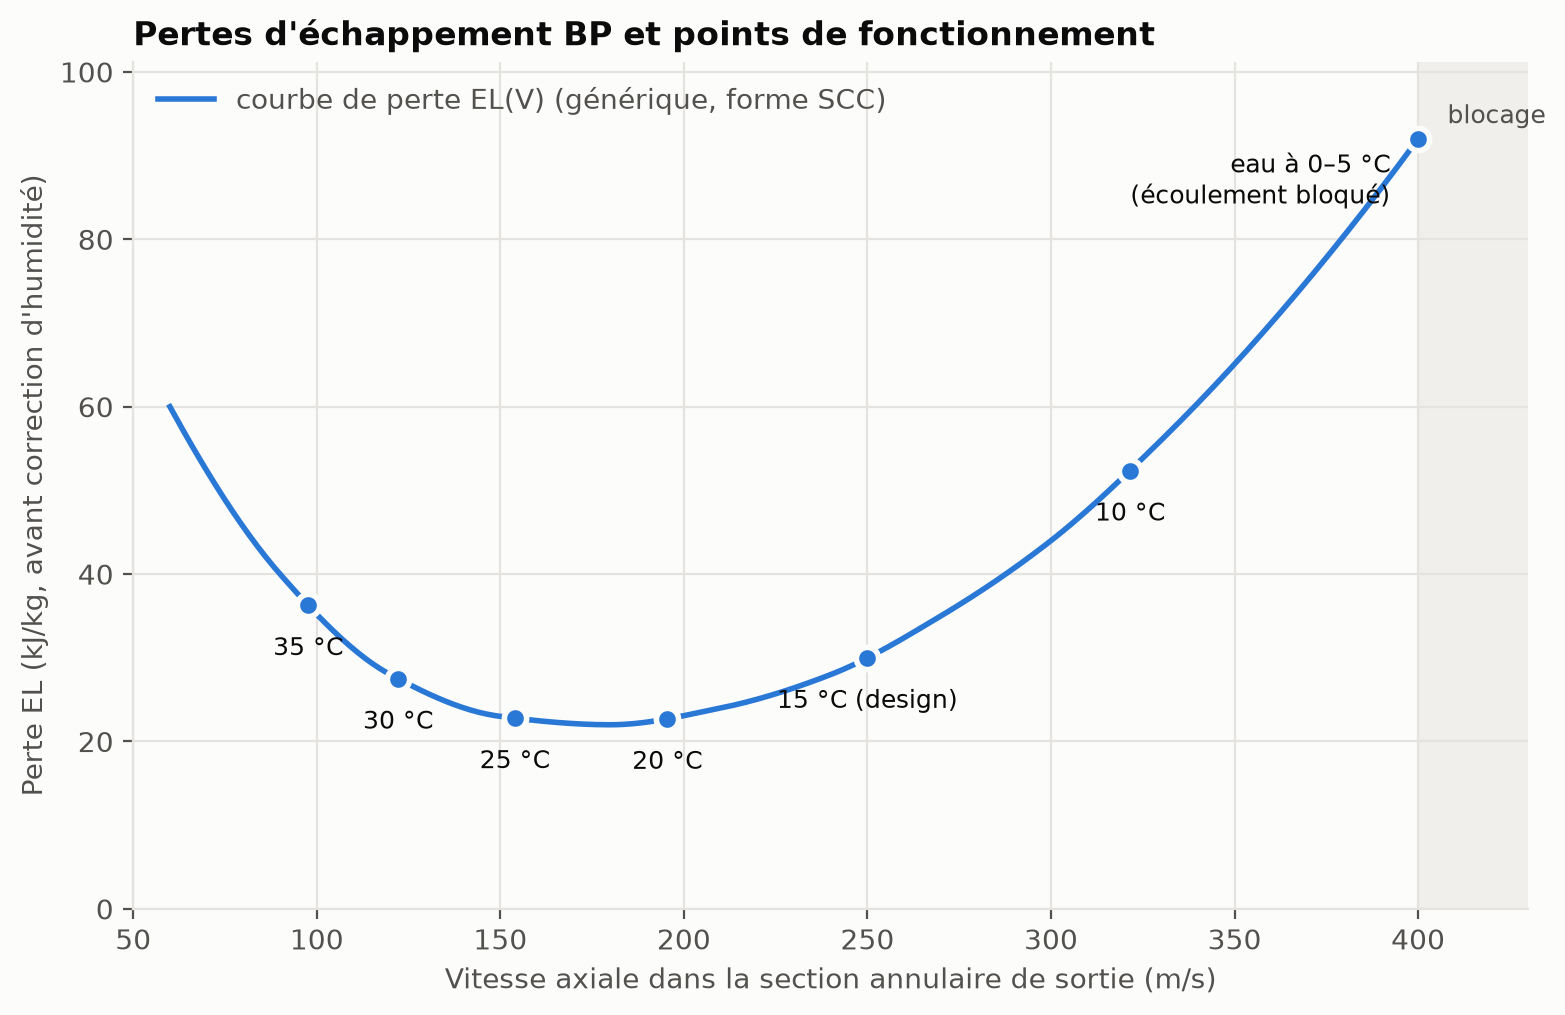 Pertes d'échappement BP et points de fonctionnement
courbe de perte EL(V) (générique, forme SCC)
blocage
eau à 0–5 °C
(écoulement bloqué)
10 °C
35 °C
15 °C (design)
30 °C
25 °C
20 °C
Perte EL (kJ/kg, avant correction d'humidité)
100
80
60
40
20
0
50
100
150
200
250
300
350
400
Vitesse axiale dans la section annulaire de sortie (m/s)